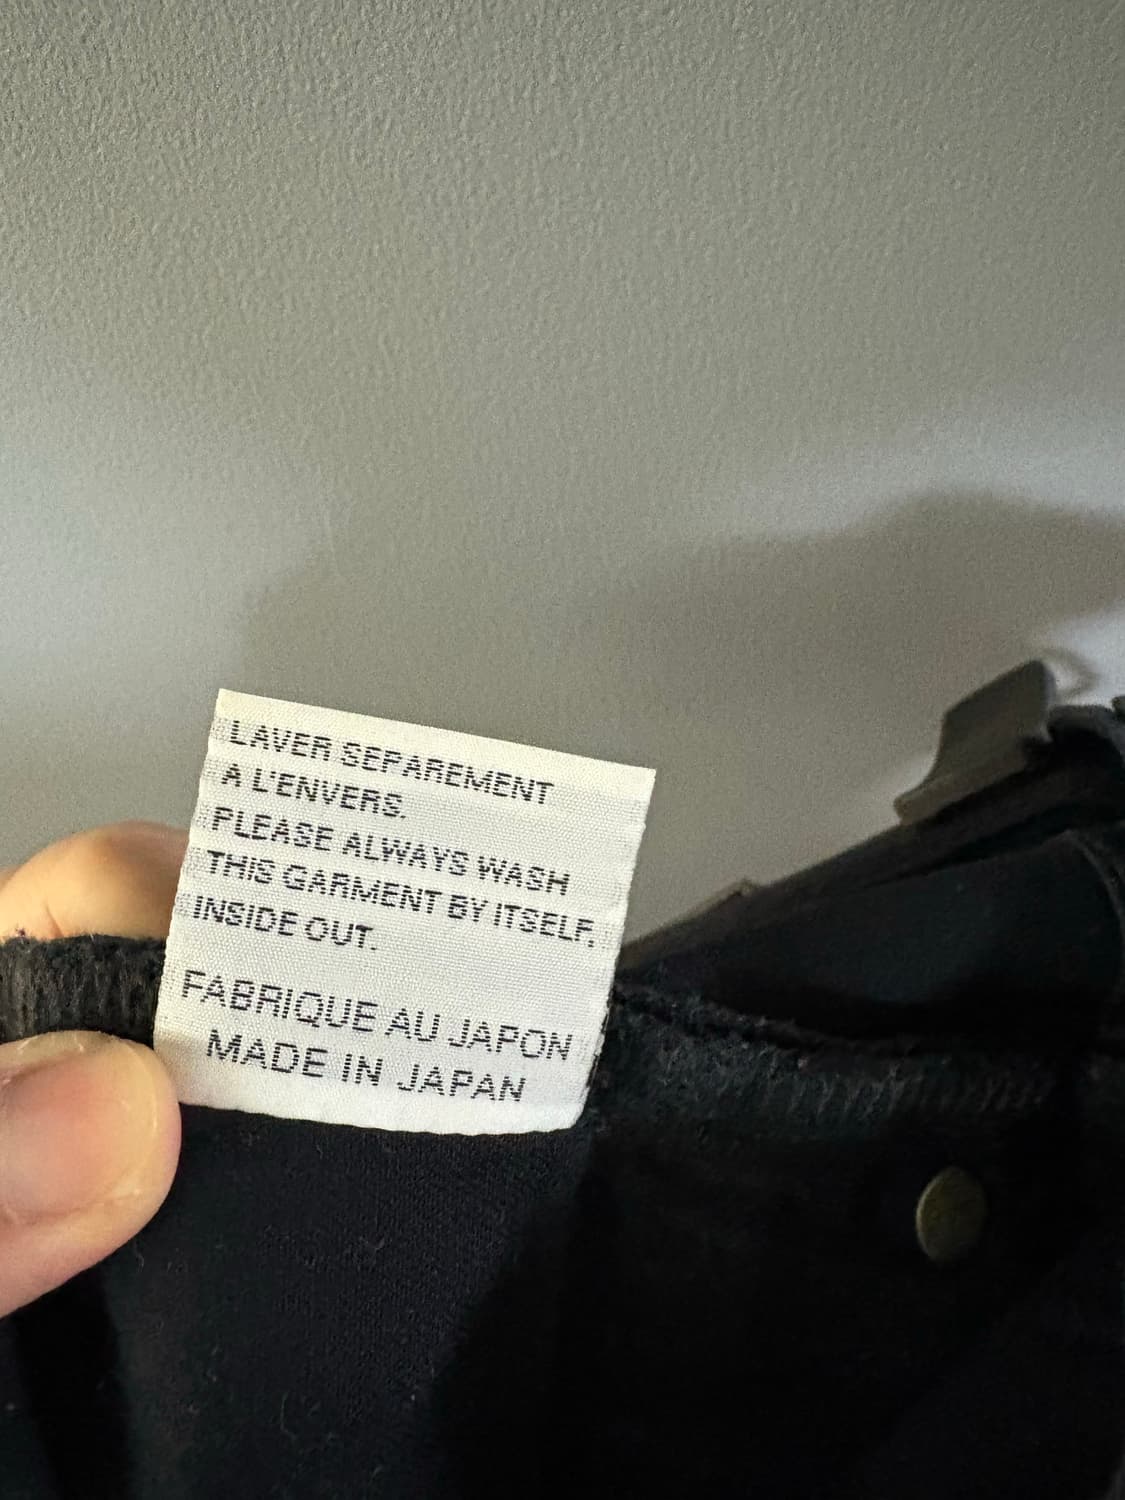 LAVER SEPAREMENT
A L'ENVERS.
PLEASE ALWAYS WASH
THIS GARMENT BY ITSELF,
INSIDE OUT.
FABRIQUE AU JAPON
MADE IN JAPAN